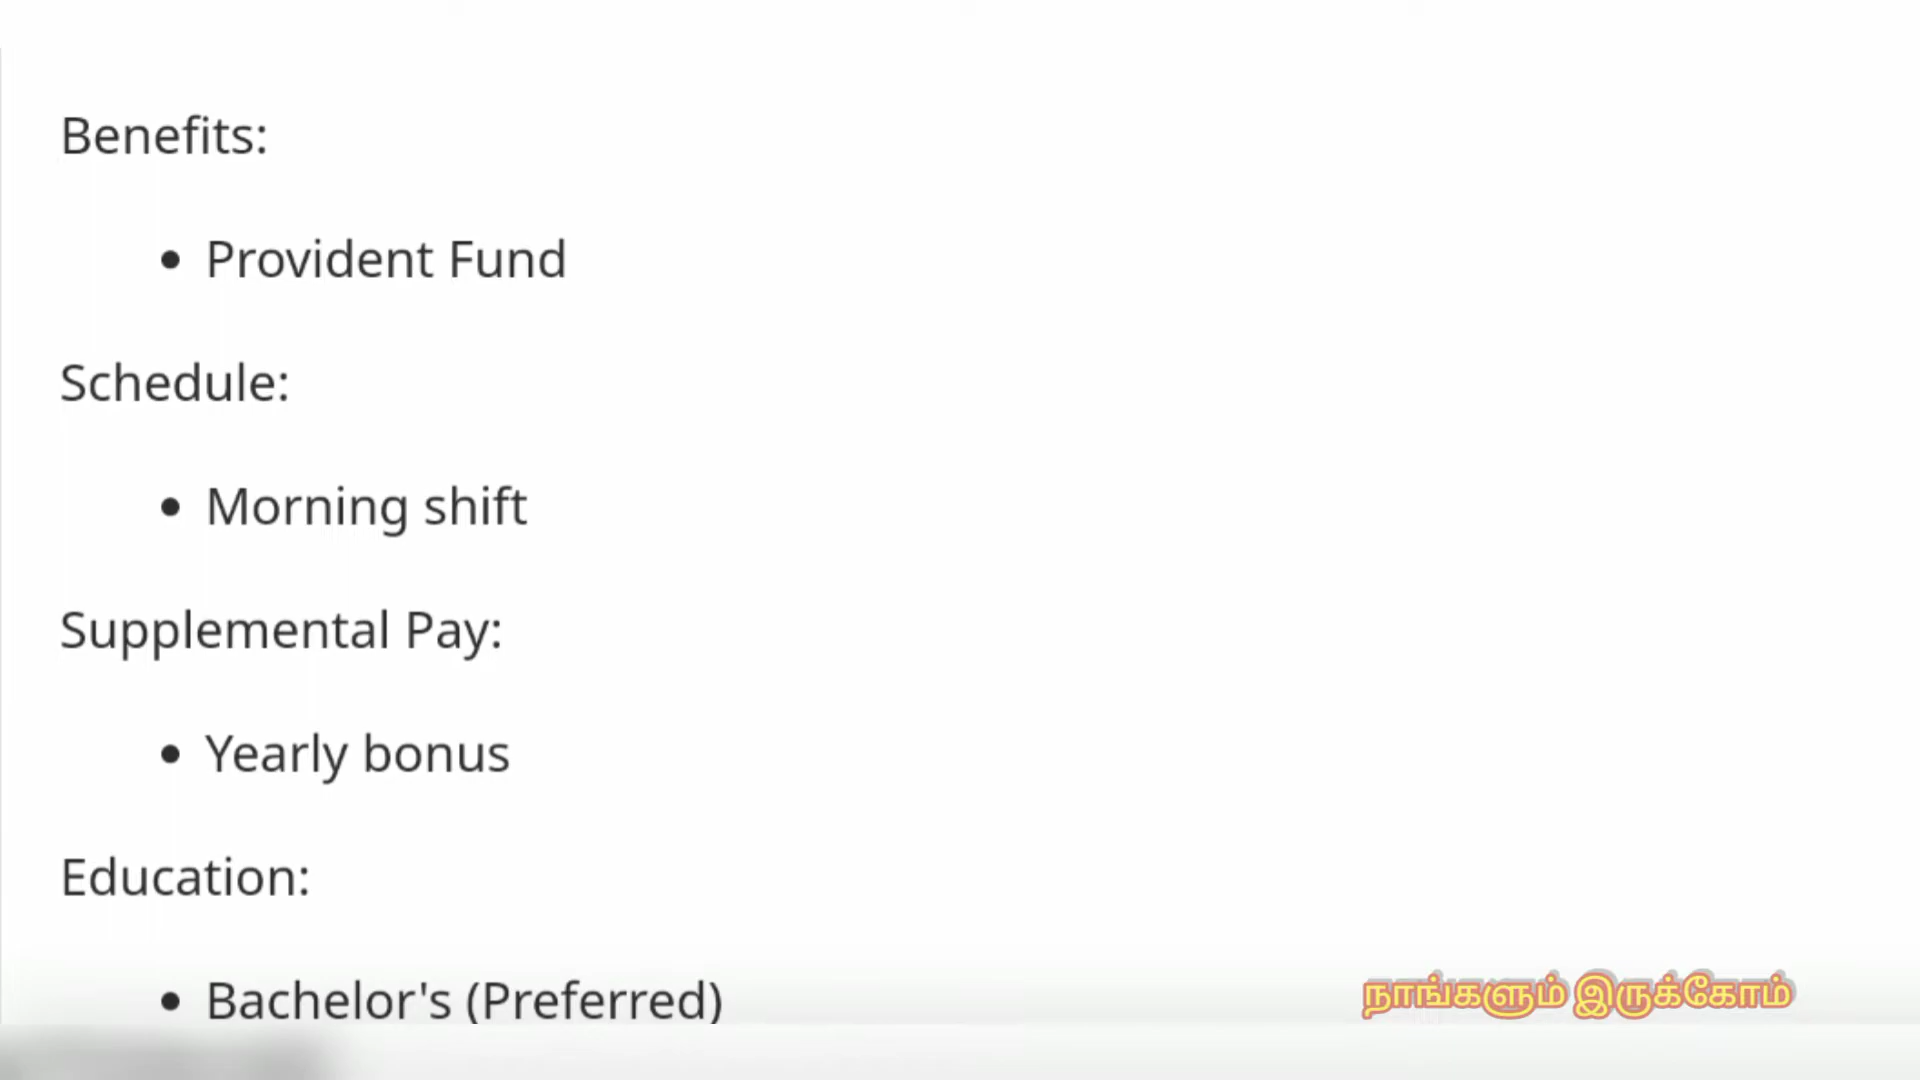 Benefits:
• Provident Fund
Schedule:
• Morning shift
Supplemental Pay:
• Yearly bonus
Education:
• Bachelor's (Preferred)
நாங்களும் இருக்கோம்